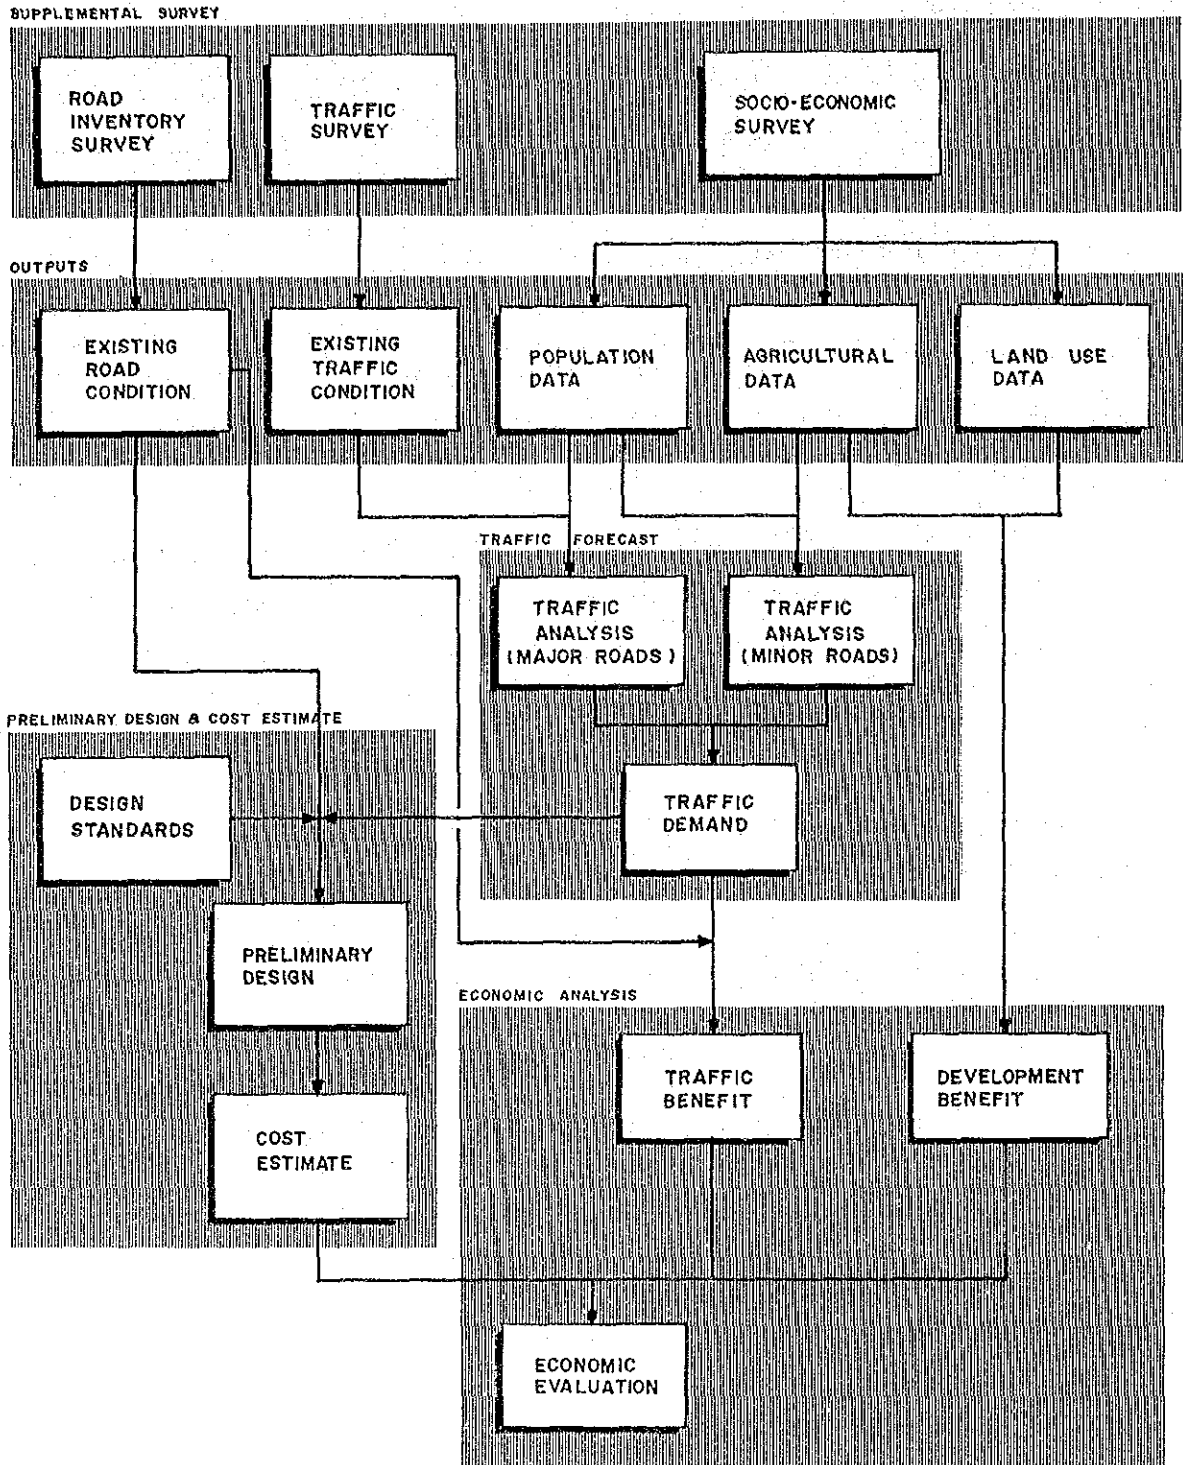 SUPPLEMENTAL SURVEY
ROAD
INVENTORY
SURVEY
TRAFFIC
SURVEY
SOCIO-ECONOMIC
SURVEY
OUTPUTS
EXISTING
ROAD
CONDITION
EXISTING
TRAFFIC
CONDITION
POPULATION
DATA
AGRICULTURAL
DATA
LAND USE
DATA
TRAFFIC FORECAST
TRAFFIC
ANALYSIS
(MAJOR ROADS)
TRAFFIC
ANALYSIS
(MINOR ROADS)
PRELIMINARY DESIGN & COST ESTIMATE
DESIGN
STANDARDS
TRAFFIC
DEMAND
PRELIMINARY
DESIGN
ECONOMIC ANALYSIS
TRAFFIC
BENEFIT
DEVELOPMENT
BENEFIT
COST
ESTIMATE
ECONOMIC
EVALUATION